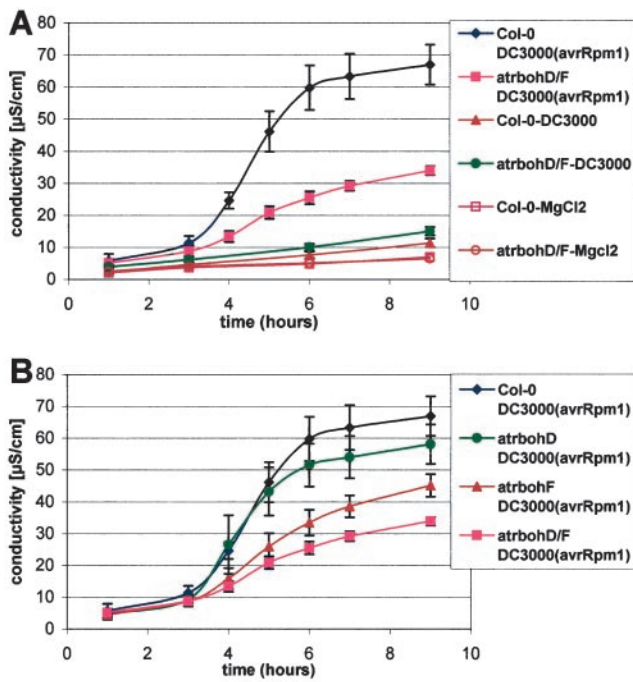 A
80
70
60
50
40
30
20
10
0
conductivity [µS/cm]
0 2 4 6 8 10
time (hours)
Col-0
DC3000(avrRpm1)
atrbohD/F
DC3000(avrRpm1)
Col-0-DC3000
atrbohD/F-DC3000
Col-0-MgCl2
atrbohD/F-Mgcl2
B
80
70
60
50
40
30
20
10
0
conductivity [µS/cm]
0 2 4 6 8 10
time (hours)
Col-0
DC3000(avrRpm1)
atrbohD
DC3000(avrRpm1)
atrbohF
DC3000(avrRpm1)
atrbohD/F
DC3000(avrRpm1)